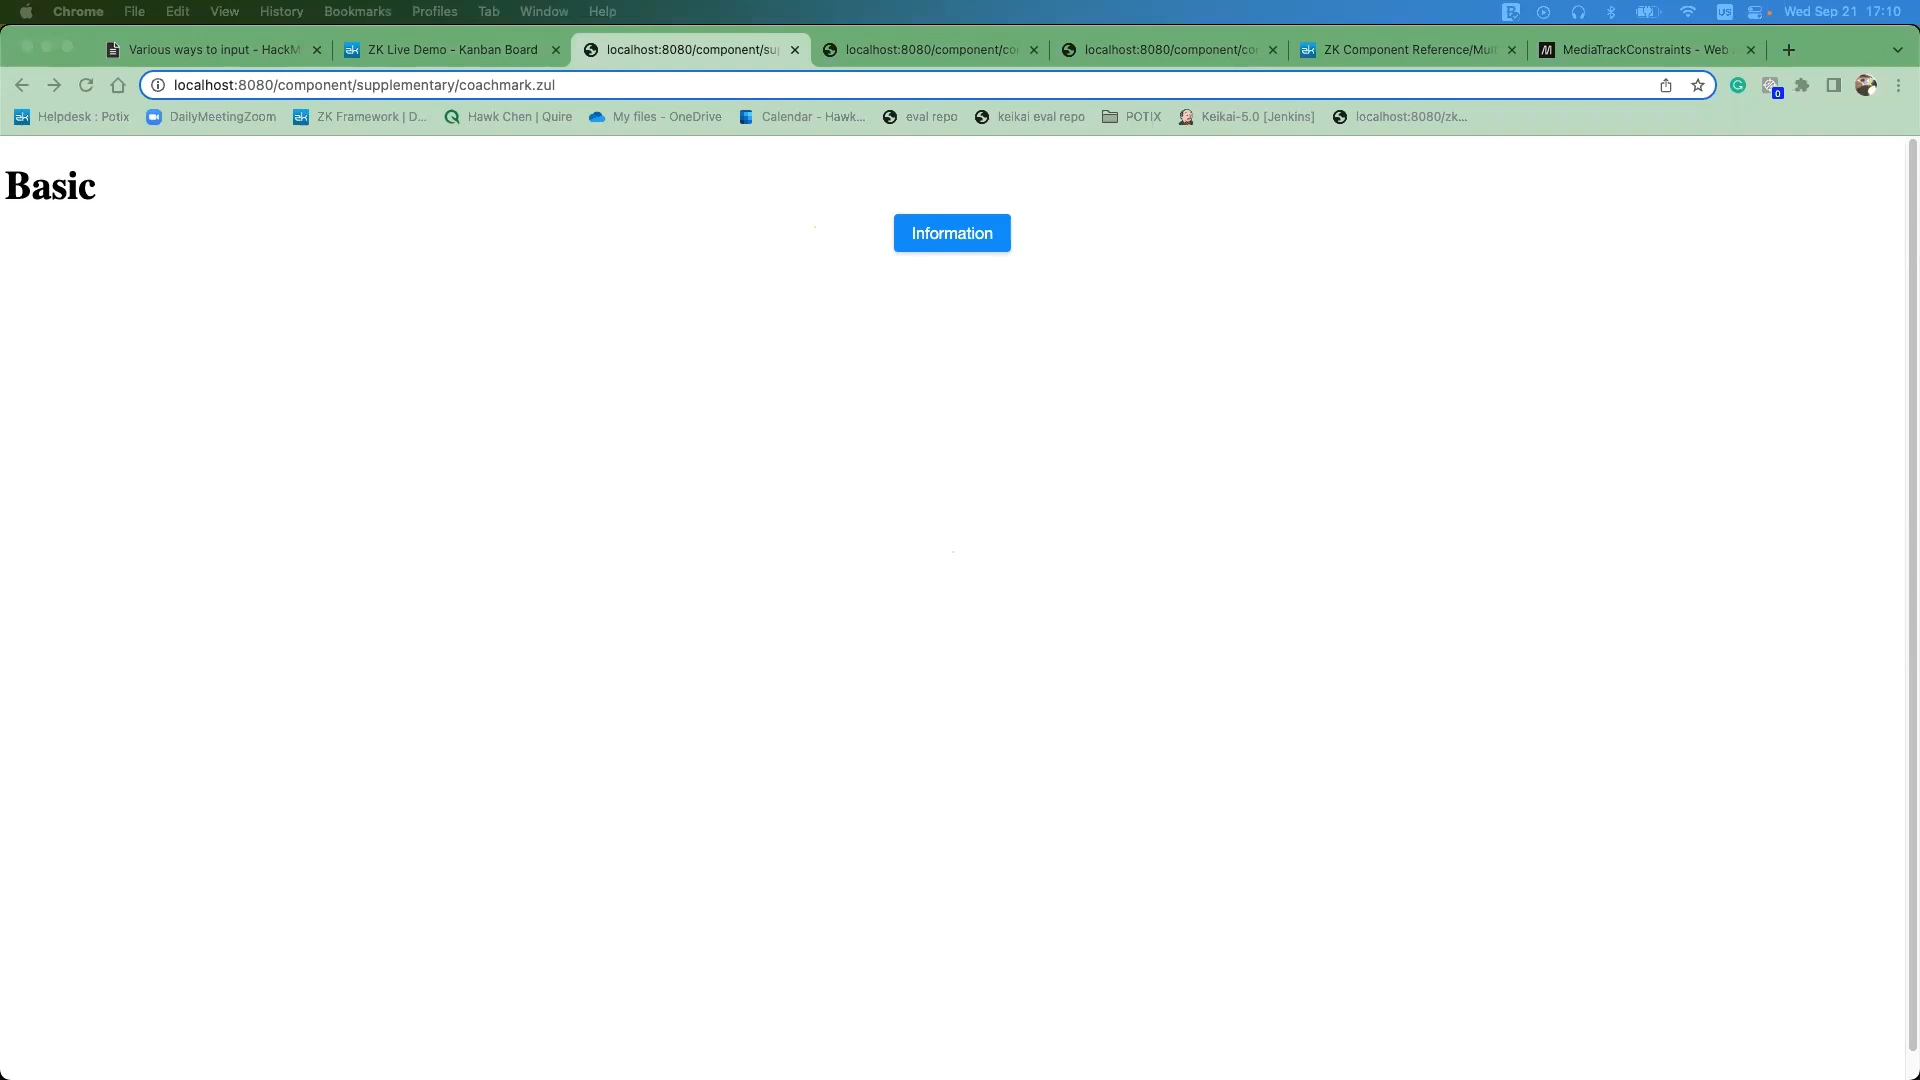 Chrome File Edit View History Bookmarks Profiles Tab Window Help US Wed Sep 21 17:10
Various ways to input - HackM ZK Live Demo - Kanban Board localhost:8080/component/su localhost:8080/component/co localhost:8080/component/co ZK Component Reference/Mul MediaTrackConstraints - Web
localhost:8080/component/supplementary/coachmark.zul 0
Helpdesk : Potix DailyMeetingZoom ZK Framework | D... Hawk Chen | Quire My files - OneDrive Calendar - Hawk... eval repo keikai eval repo POTIX Keikai-5.0 [Jenkins] localhost:8080/zk...
Basic
Information